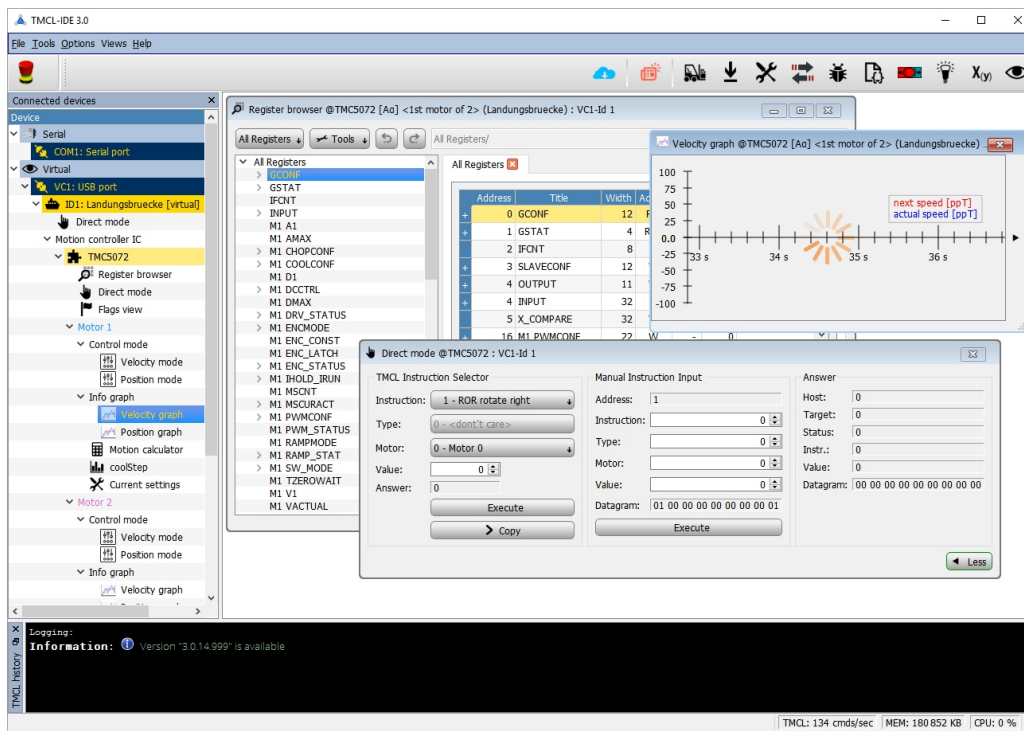 TMCL-IDE 3.0
File Tools Options Views Help
X(y)
Connected devices
Device
Serial
COM1: Serial port
Virtual
VC1: USB port
ID1: Landungsbruecke [virtual]
Direct mode
Motion controller IC
TMC5072
Register browser
Direct mode
Flags view
Motor 1
Control mode
Velocity mode
Position mode
Info graph
Velocity graph
Position graph
Motion calculator
coolStep
Current settings
Motor 2
Control mode
Velocity mode
Position mode
Info graph
Velocity graph
Register browser @TMC5072 [Aq] <1st motor of 2> (Landungsbruecke) : VC1-Id 1
All Registers Tools All Registers/
All Registers
GCONF
GSTAT
IFCNT
INPUT
M1 A1
M1 AMAX
M1 CHOPCONF
M1 COOLCONF
M1 D1
M1 DCCTRL
M1 DMAX
M1 DRV_STATUS
M1 ENCMODE
M1 ENC_CONST
M1 ENC_LATCH
M1 ENC_STATUS
M1 IHOLD_IRUN
M1 MSCNT
M1 MSCURACT
M1 PWMCONF
M1 PWM_STATUS
M1 RAMPMODE
M1 RAMP_STAT
M1 SW_MODE
M1 TZEROWAIT
M1 V1
M1 VACTUAL
All Registers
Address Title Width
0 GCONF 12
1 GSTAT 4
2 IFCNT 8
3 SLAVECONF 12
4 OUTPUT 11
4 INPUT 32
5 X_COMPARE 32
16 M1 PWMCONF 22 W - 0
Velocity graph @TMC5072 [Aq] <1st motor of 2> (Landungsbruecke)
100
75
50
25
0.0
-25
-50
-75
-100
33 s 34 s 35 s 36 s
next speed [ppT]
actual speed [ppT]
Direct mode @TMC5072 : VC1-Id 1
TMCL Instruction Selector
Instruction: 1 - ROR rotate right
Type: 0 - <don't care>
Motor: 0 - Motor 0
Value: 0
Answer: 0
Execute
Copy
Manual Instruction Input
Address: 1
Instruction: 0
Type: 0
Motor: 0
Value: 0
Datagram: 01 00 00 00 00 00 00 00 01
Execute
Answer
Host: 0
Target: 0
Status: 0
Instr.: 0
Value: 0
Datagram: 00 00 00 00 00 00 00 00 00
Less
TMCL history
Logging:
Information: Version "3.0.14.999" is available
TMCL: 134 cmds/sec MEM: 180 852 KB CPU: 0 %